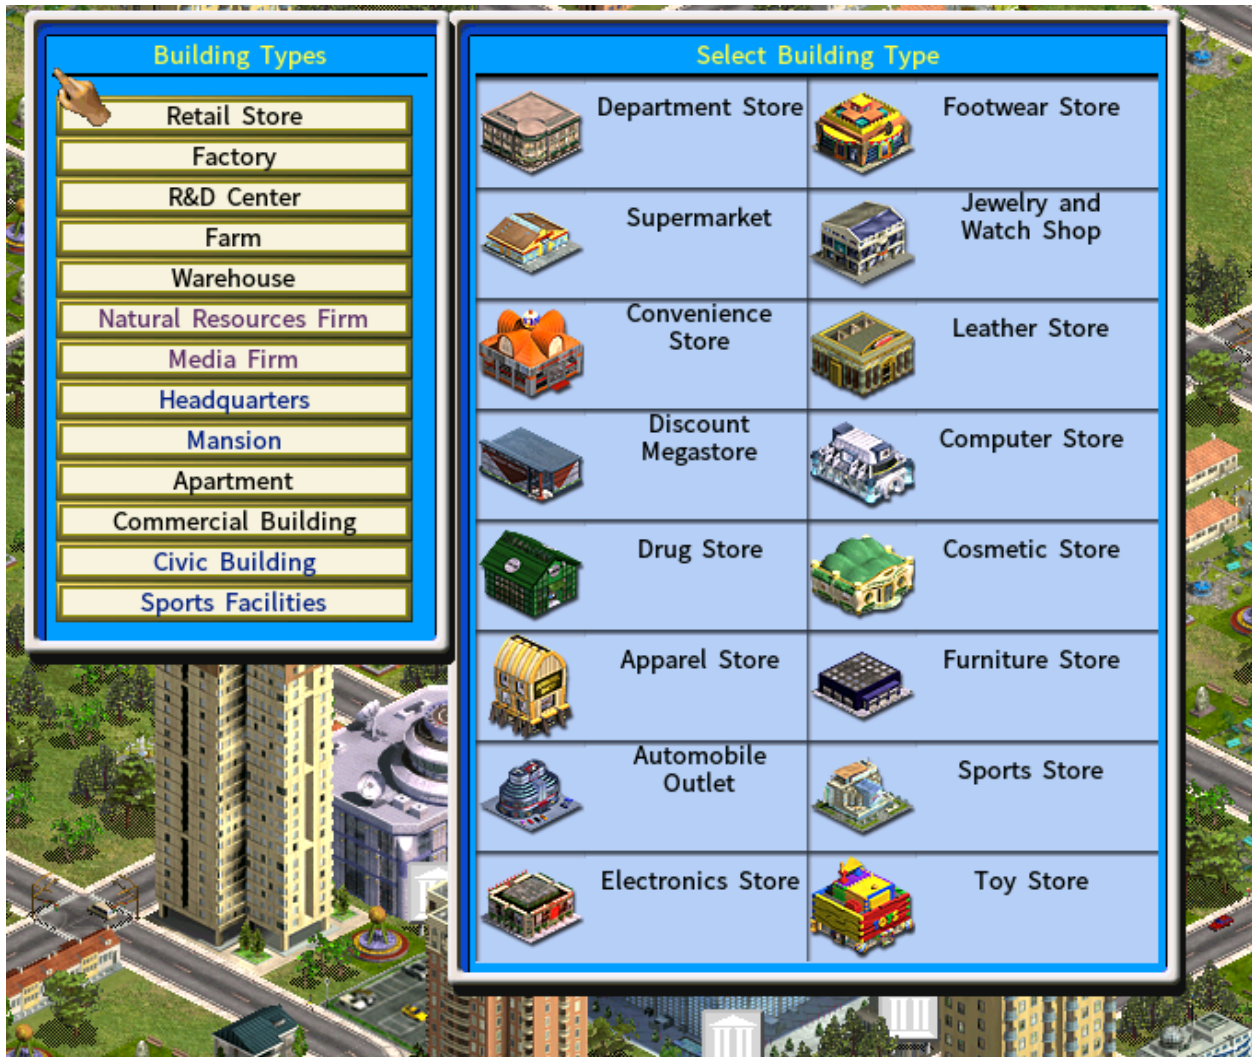 Building Types
Retail Store
Factory
R&D Center
Farm
Warehouse
Natural Resources Firm
Media Firm
Headquarters
Mansion
Apartment
Commercial Building
Civic Building
Sports Facilities
Select Building Type
Department Store
Footwear Store
Supermarket
Jewelry and
Watch Shop
Convenience
Store
Leather Store
Discount
Megastore
Computer Store
Drug Store
Cosmetic Store
Apparel Store
Furniture Store
Automobile
Outlet
Sports Store
Electronics Store
Toy Store